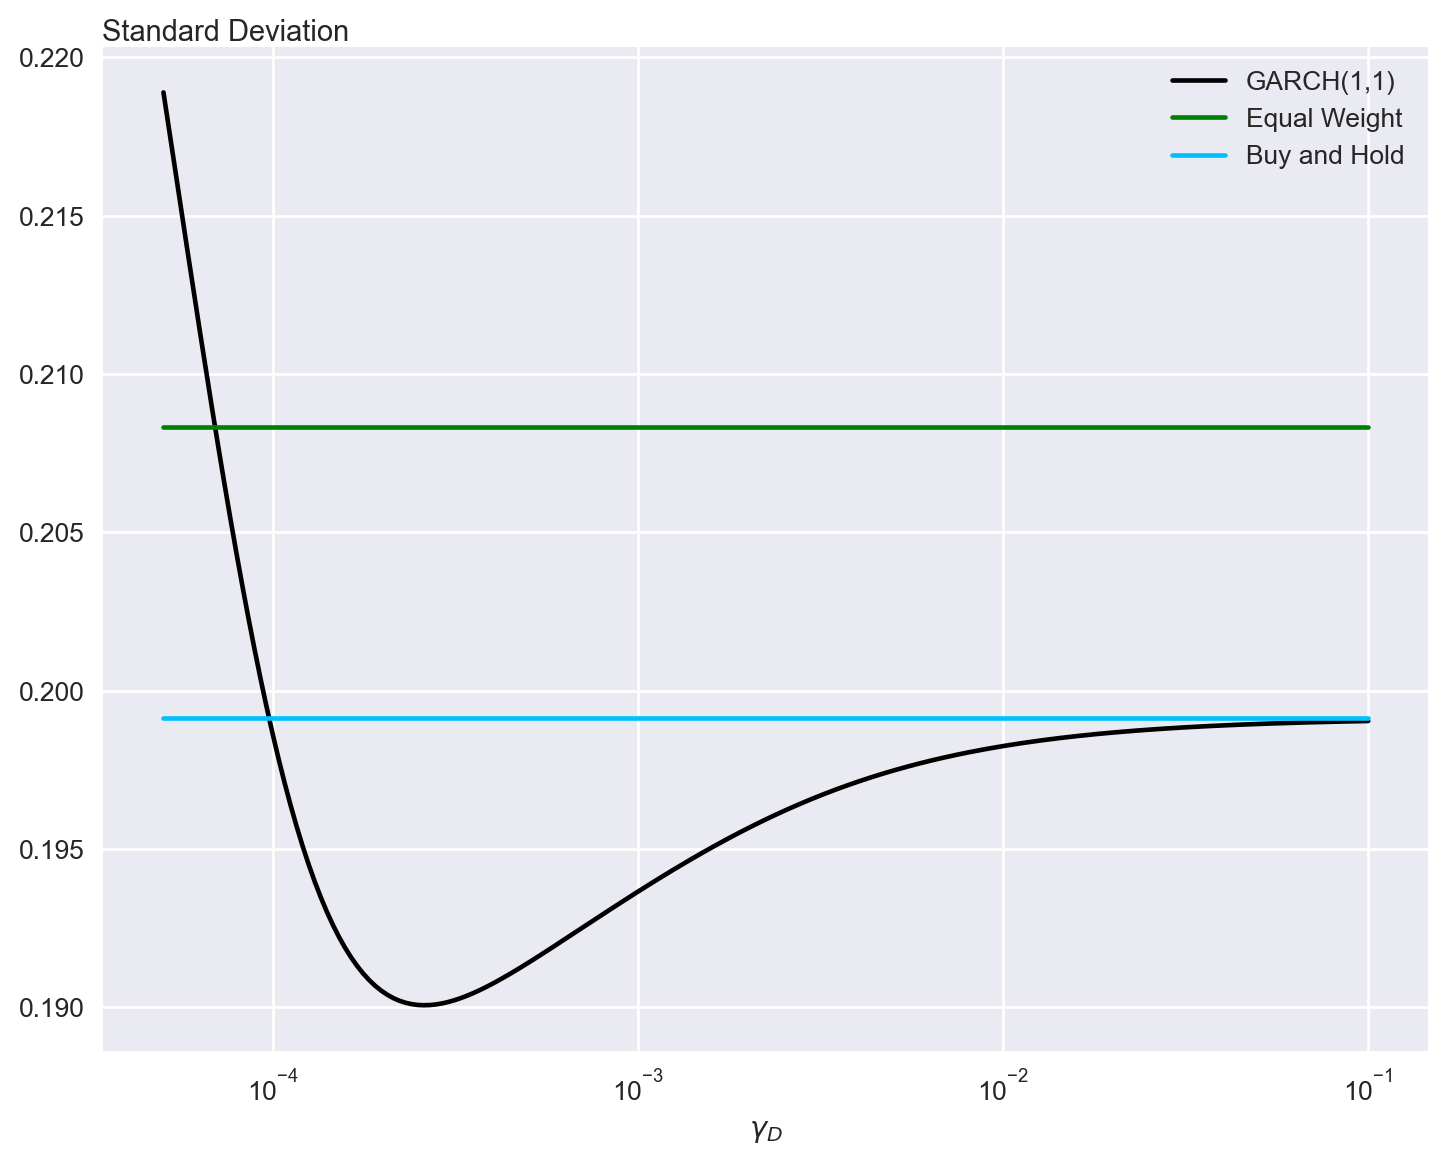 Standard Deviation
0.220
0.215
0.210
0.205
0.200
0.195
0.190
GARCH(1,1)
Equal Weight
Buy and Hold
10⁻⁴
10⁻³
10⁻²
10⁻¹
γ_D